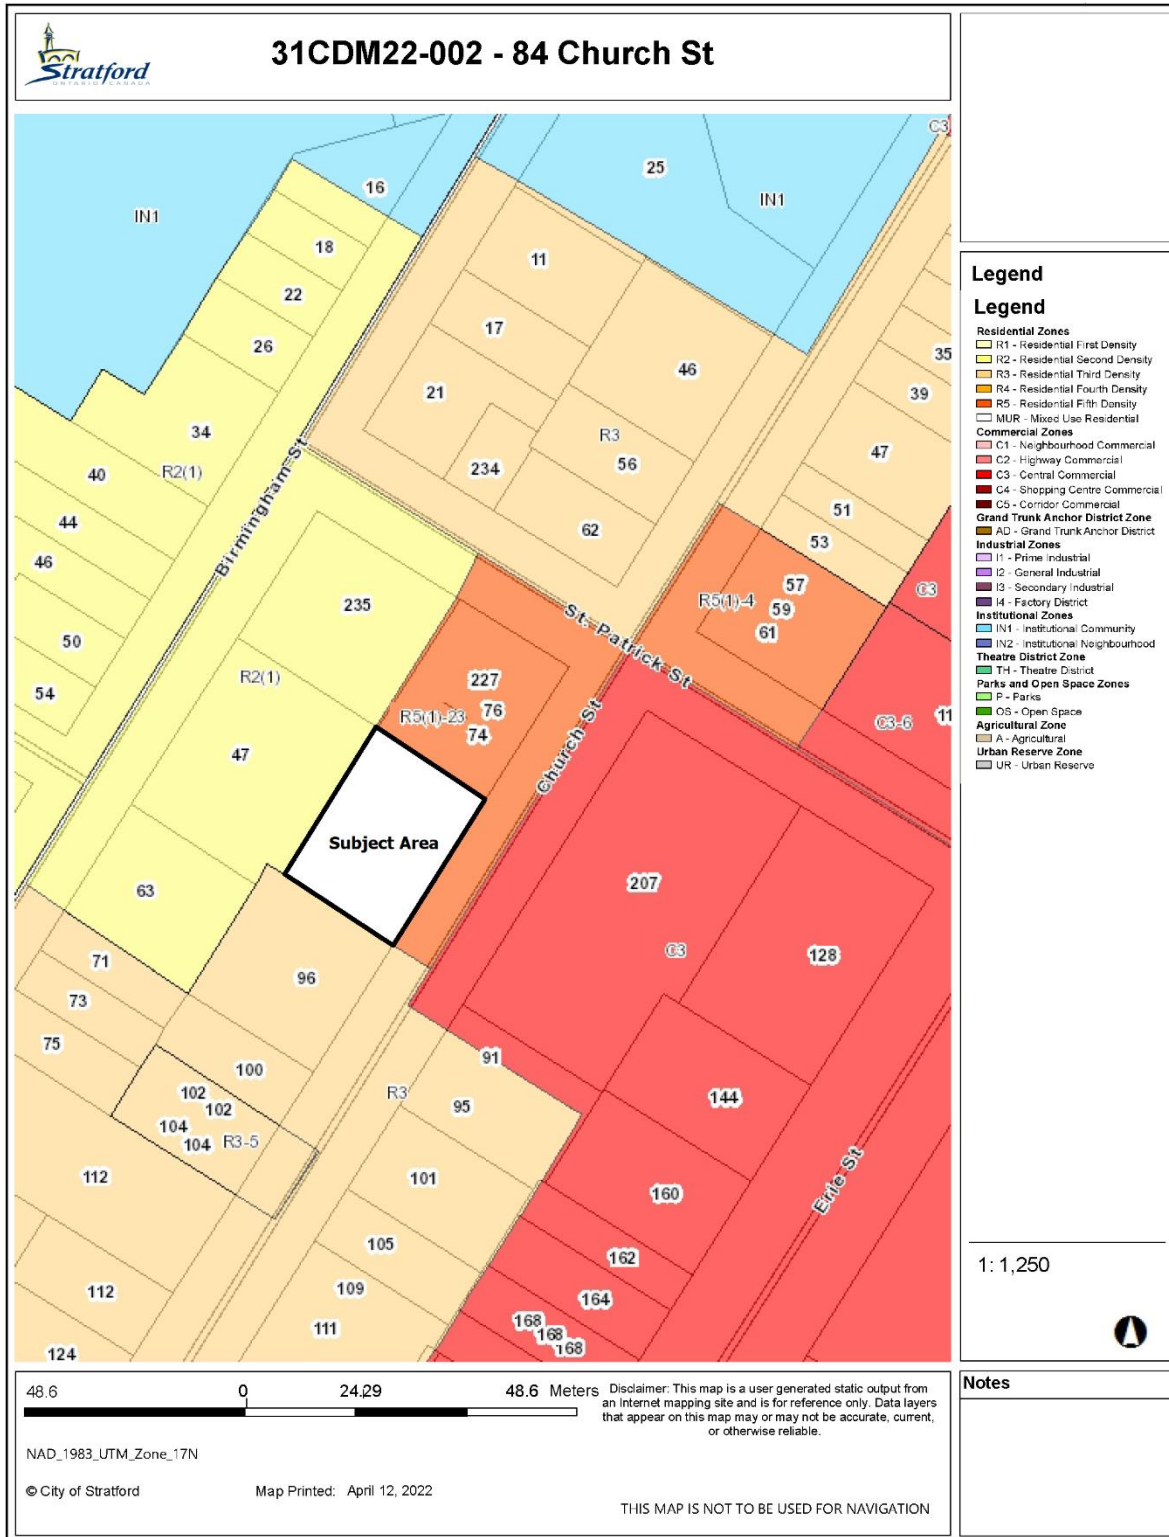 Stratford
ONTARIO CANADA
31CDM22-002 - 84 Church St
C3
25
16
IN1
IN1
18
11
22
17
35
26
46
39
21
34
R3
47
40
R2(1)
56
234
51
44
62
53
Birmingham St
46
57
C3
R5(1)-4
59
235
St. Patrick St
61
50
R2(1)
227
54
76
11
R5(1)-23
C3-6
74
Church St
47
Subject Area
207
63
C3
128
71
96
73
75
91
100
R3
102
144
95
102
104
104
R3-5
112
101
Erie St
160
105
162
109
112
164
111
168
168
168
124
Legend
Legend
Residential Zones
R1 - Residential First Density
R2 - Residential Second Density
R3 - Residential Third Density
R4 - Residential Fourth Density
R5 - Residential Fifth Density
MUR - Mixed Use Residential
Commercial Zones
C1 - Neighbourhood Commercial
C2 - Highway Commercial
C3 - Central Commercial
C4 - Shopping Centre Commercial
C5 - Corridor Commercial
Grand Trunk Anchor District Zone
AD - Grand Trunk Anchor District
Industrial Zones
I1 - Prime Industrial
I2 - General Industrial
I3 - Secondary Industrial
I4 - Factory District
Institutional Zones
IN1 - Institutional Community
IN2 - Institutional Neighbourhood
Theatre District Zone
TH - Theatre District
Parks and Open Space Zones
P - Parks
OS - Open Space
Agricultural Zone
A - Agricultural
Urban Reserve Zone
UR - Urban Reserve
1: 1,250
48.6 0 24.29 48.6 Meters
NAD_1983_UTM_Zone_17N
© City of Stratford Map Printed: April 12, 2022
Disclaimer: This map is a user generated static output from
an Internet mapping site and is for reference only. Data layers
that appear on this map may or may not be accurate, current,
or otherwise reliable.
THIS MAP IS NOT TO BE USED FOR NAVIGATION
Notes